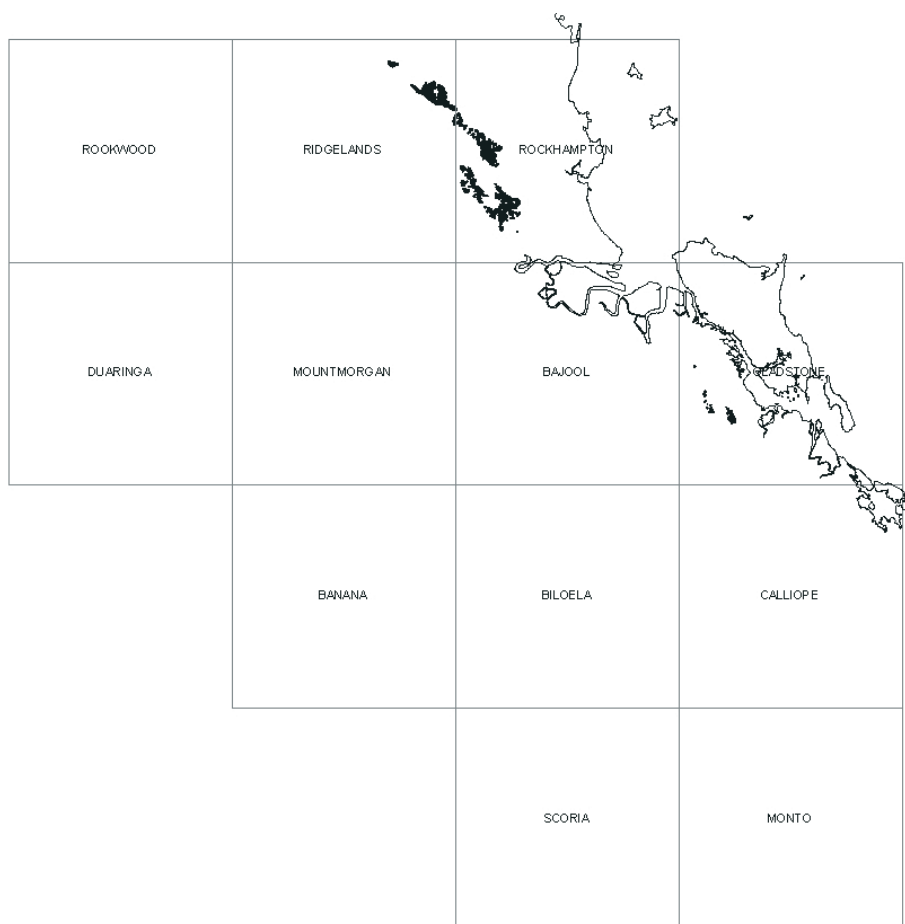 ROOKWOOD
RIDGELANDS
ROCKHAMPTON
DUARINGA
MOUNTMORGAN
BAJOOL
GLADSTONE
BANANA
BILOELA
CALLIOPE
SCORIA
MONTO